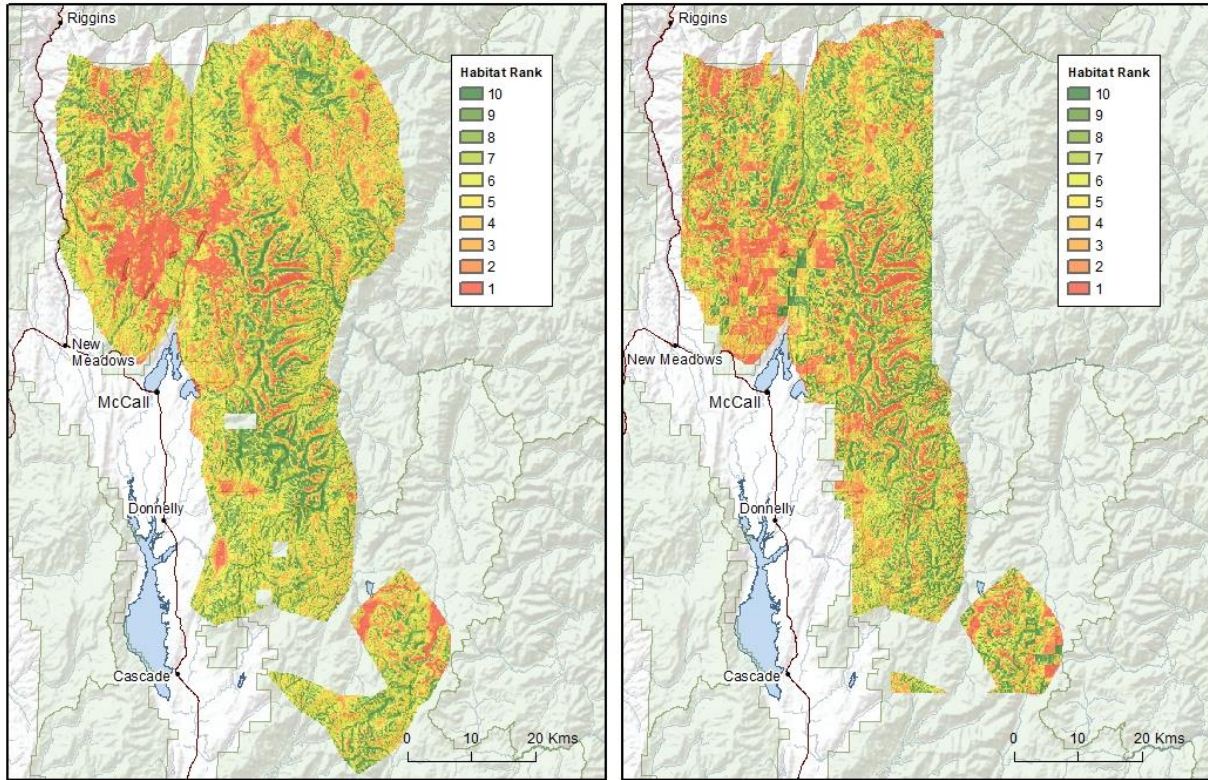 Riggins
Habitat Rank
10
9
8
7
6
5
4
3
2
1
New
Meadows
McCall
Donnelly
Cascade
0 10 20 Kms
Riggins
Habitat Rank
10
9
8
7
6
5
4
3
2
1
New Meadows
McCall
Donnelly
Cascade
0 10 20 Kms